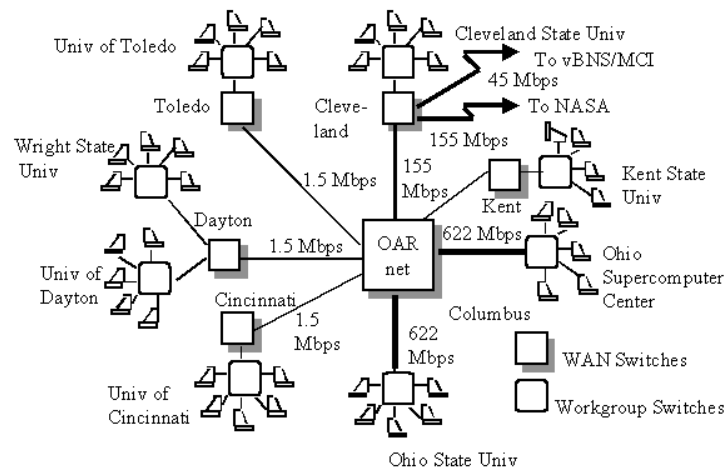 Cleveland State Univ
Univ of Toledo
To vBNS/MCI
45 Mbps
Toledo
Cleve-
land
To NASA
155 Mbps
Wright State
Univ
1.5 Mbps
155
Mbps
Kent State
Univ
Kent
Dayton
OAR
net
622 Mbps
1.5 Mbps
Univ of
Dayton
Ohio
Supercomputer
Center
Cincinnati
1.5
Mbps
Columbus
622
Mbps
WAN Switches
Univ of
Cincinnati
Workgroup Switches
Ohio State Univ